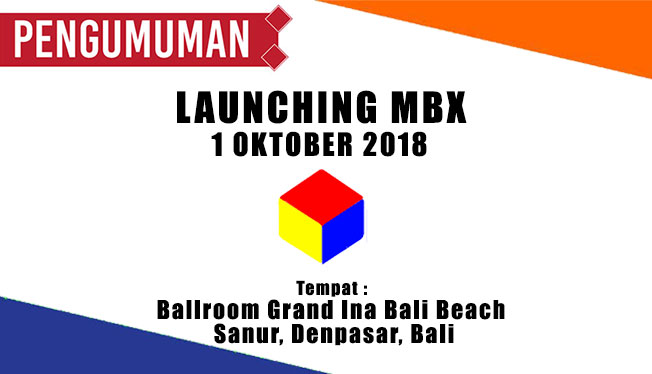 PENGUMUMAN
LAUNCHING MBX
1 OKTOBER 2018
Tempat :
Ballroom Grand Ina Bali Beach
Sanur, Denpasar, Bali